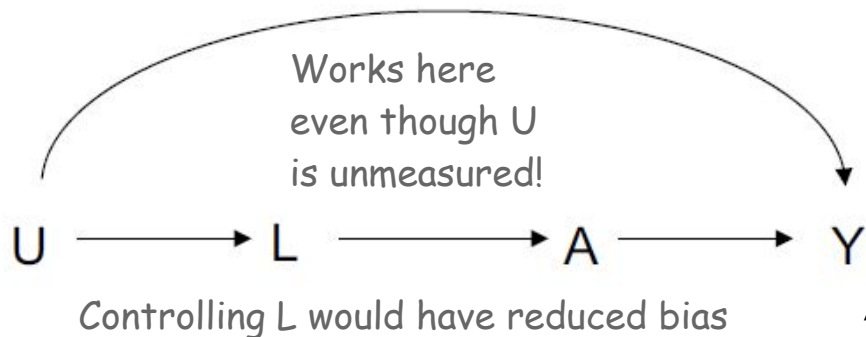 Works here
even though U
is unmeasured!
U L A Y
Controlling L would have reduced bias